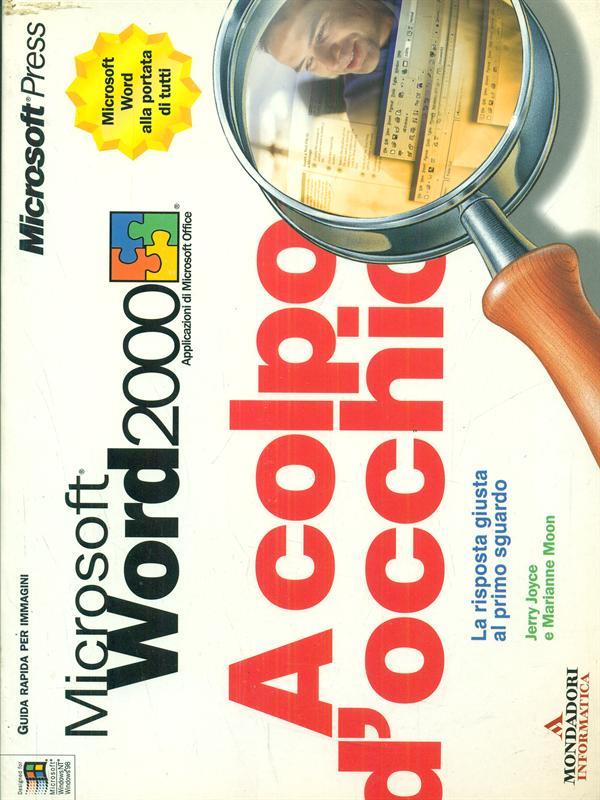 Designed for
Microsoft®
Windows NT®
Windows®98
GUIDA RAPIDA PER IMMAGINI
Microsoft®
Word2000
Applicazioni di Microsoft Office
®
Microsoft®Press
Microsoft
Word
alla portata
di tutti
A colpo
d'occhio
La risposta giusta
al primo sguardo
Jerry Joyce
e Marianne Moon
MONDADORI
INFORMATICA